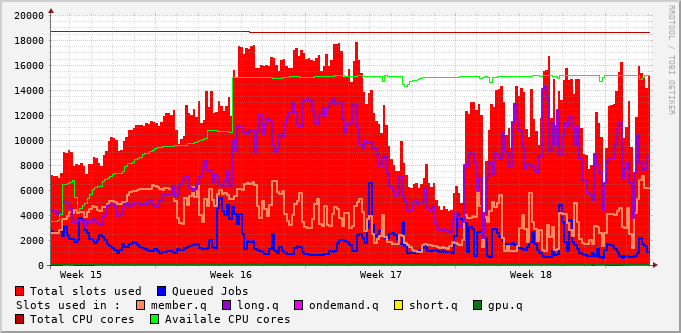 20000
18000
16000
14000
12000
10000
8000
6000
4000
2000
0
Week 15 Week 16 Week 17 Week 18
Total slots used Queued Jobs
Slots used in : member.q long.q ondemand.q short.q gpu.q
Total CPU cores Availale CPU cores
RRDTOOL / TOBI OETIKER